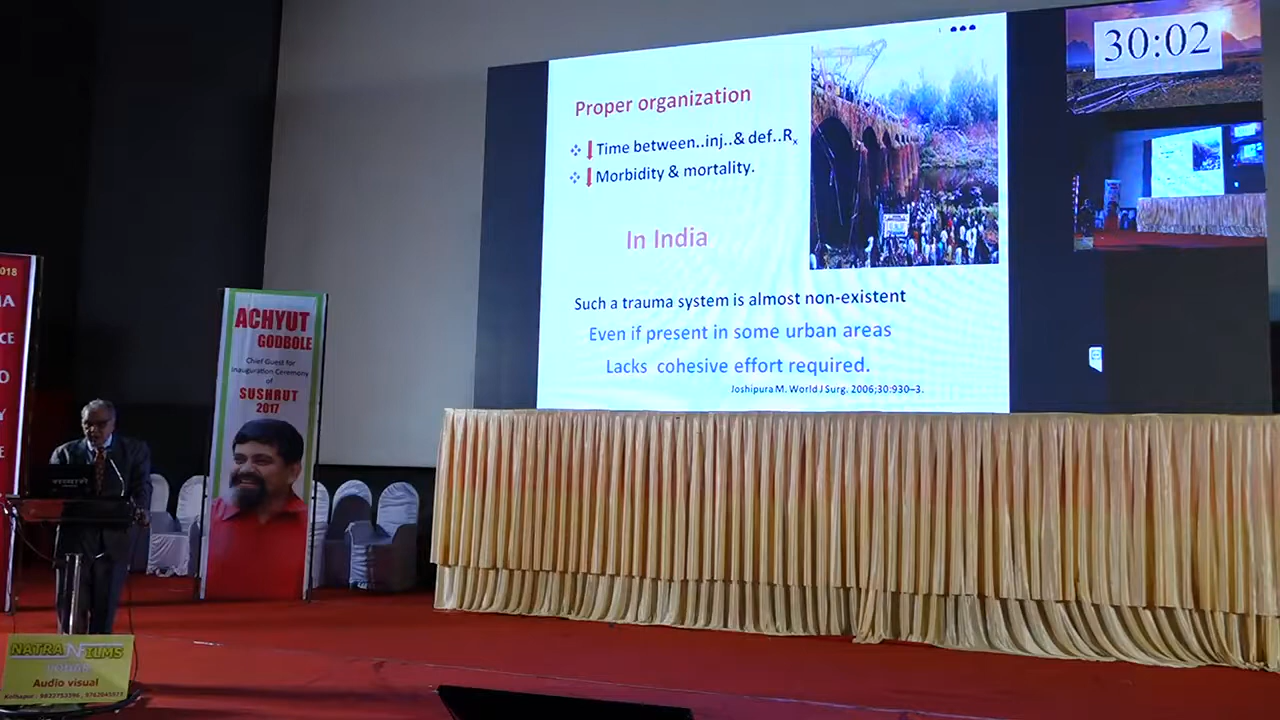 Proper organization
Time between..inj..& def..Rx
Morbidity & mortality.
In India
Such a trauma system is almost non-existent
Even if present in some urban areas
Lacks cohesive effort required.
Joshipura M. World J Surg. 2006;30:930–3.
30:02
2018
ACHYUT
GODBOLE
Chief Guest for
Inauguration Ceremony
of
SUSHRUT
2017
NATRAJ FILMS
Audio visual
Kolhapur